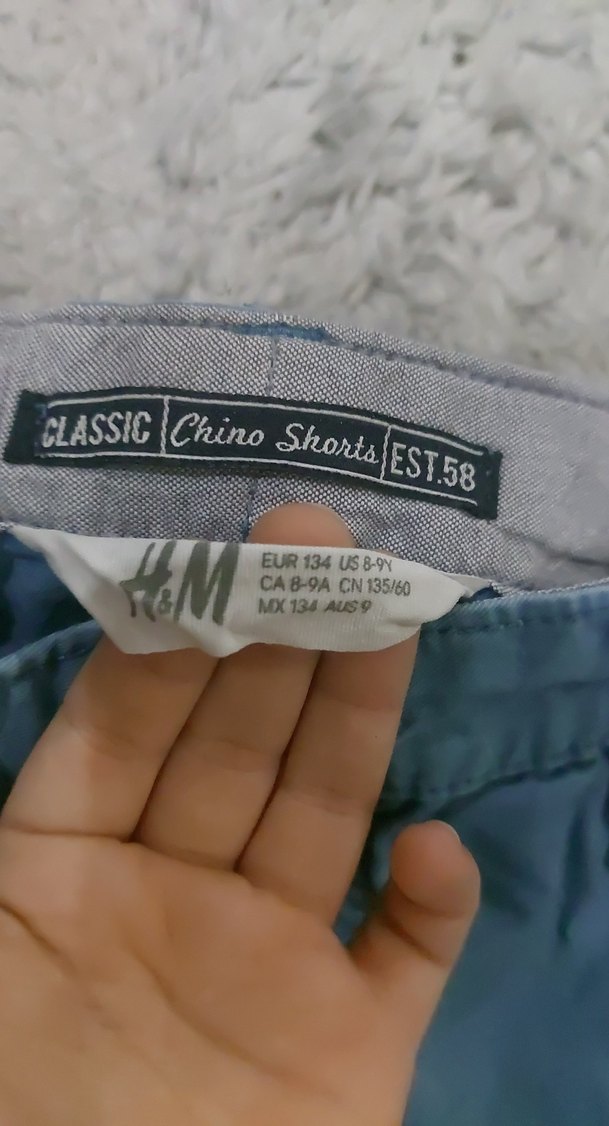 CLASSIC Chino Shorts EST.58
H&M
EUR 134 US 8-9Y
CA 8-9A CN 135/60
MX 134 AUS 9